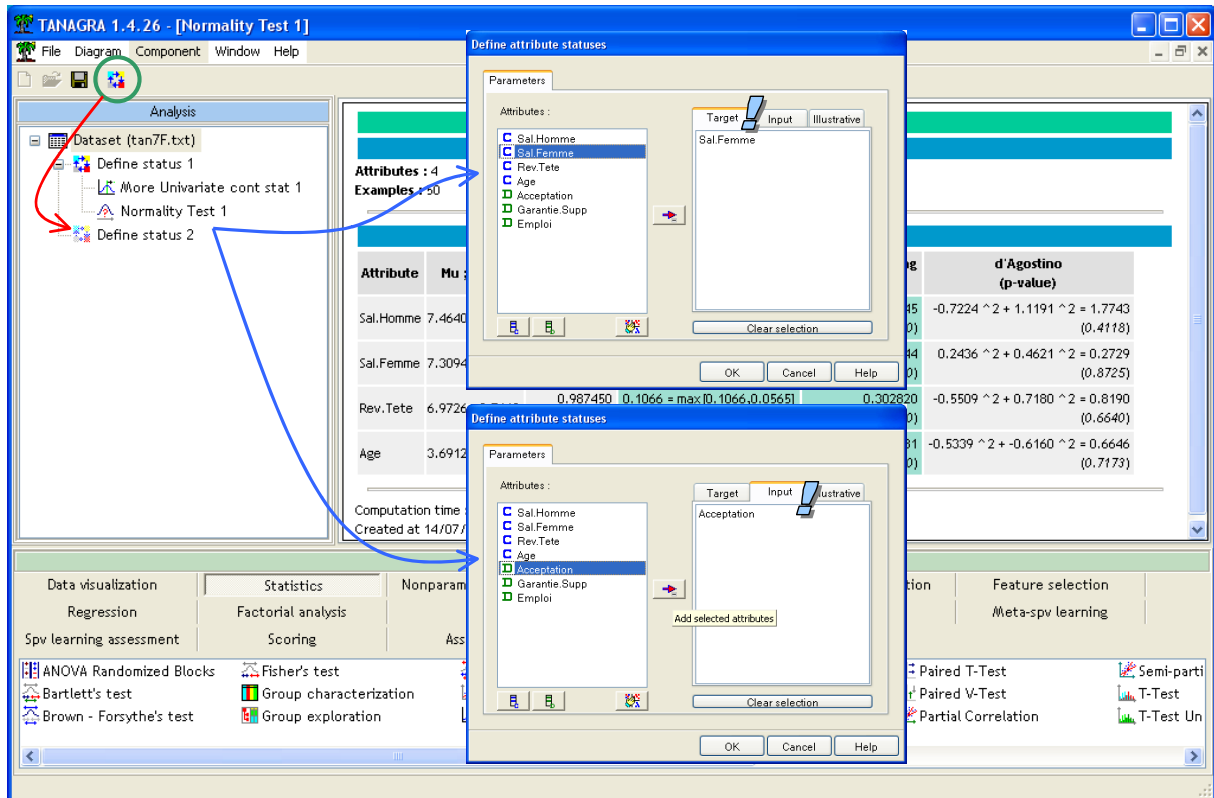 TANAGRA 1.4.26 - [Normality Test 1]
File Diagram Component Window Help
Analysis
Dataset (tan7F.txt)
Define status 1
More Univariate cont stat 1
Normality Test 1
Define status 2
Attributes : 4
Examples : 50
Attribute Mu ; d'Agostino
(p-value)
Sal.Homme 7.4640 -0.7224 ^2 + 1.1191 ^2 = 1.7743
(0.4118)
Sal.Femme 7.3094 0.2436 ^2 + 0.4621 ^2 = 0.2729
(0.8725)
Rev.Tete 6.9726 0.987450 0.1066 = max[0.1066,0.0565] 0.302820 -0.5509 ^2 + 0.7180 ^2 = 0.8190
(0.6640)
Age 3.6912 -0.5339 ^2 + -0.6160 ^2 = 0.6646
(0.7173)
Computation time :
Created at 14/07/
Define attribute statuses
Parameters
Attributes :
Target Input Illustrative
Sal.Homme
Sal.Femme
Rev.Tete
Age
Acceptation
Garantie.Supp
Emploi
Sal.Femme
Clear selection
OK Cancel Help
Define attribute statuses
Parameters
Attributes :
Target Input Illustrative
Sal.Homme
Sal.Femme
Rev.Tete
Age
Acceptation
Garantie.Supp
Emploi
Acceptation
Add selected attributes
Clear selection
OK Cancel Help
Data visualization Statistics Nonparam Feature selection
Regression Factorial analysis Meta-spv learning
Spv learning assessment Scoring Ass
ANOVA Randomized Blocks Fisher's test Paired T-Test Semi-parti
Bartlett's test Group characterization Paired V-Test T-Test
Brown - Forsythe's test Group exploration Partial Correlation T-Test Un